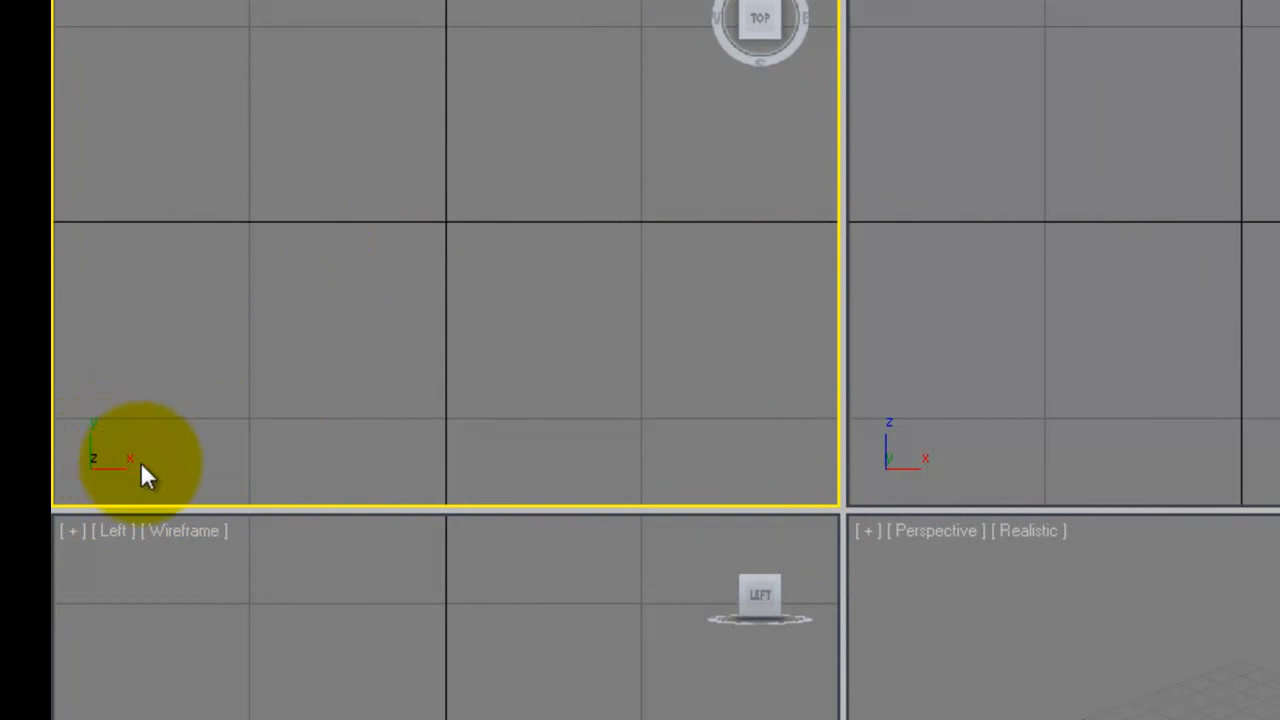 TOP
S
y
z x
z
y x
[ + ] [ Left ] [ Wireframe ]
[ + ] [ Perspective ] [ Realistic ]
LEFT